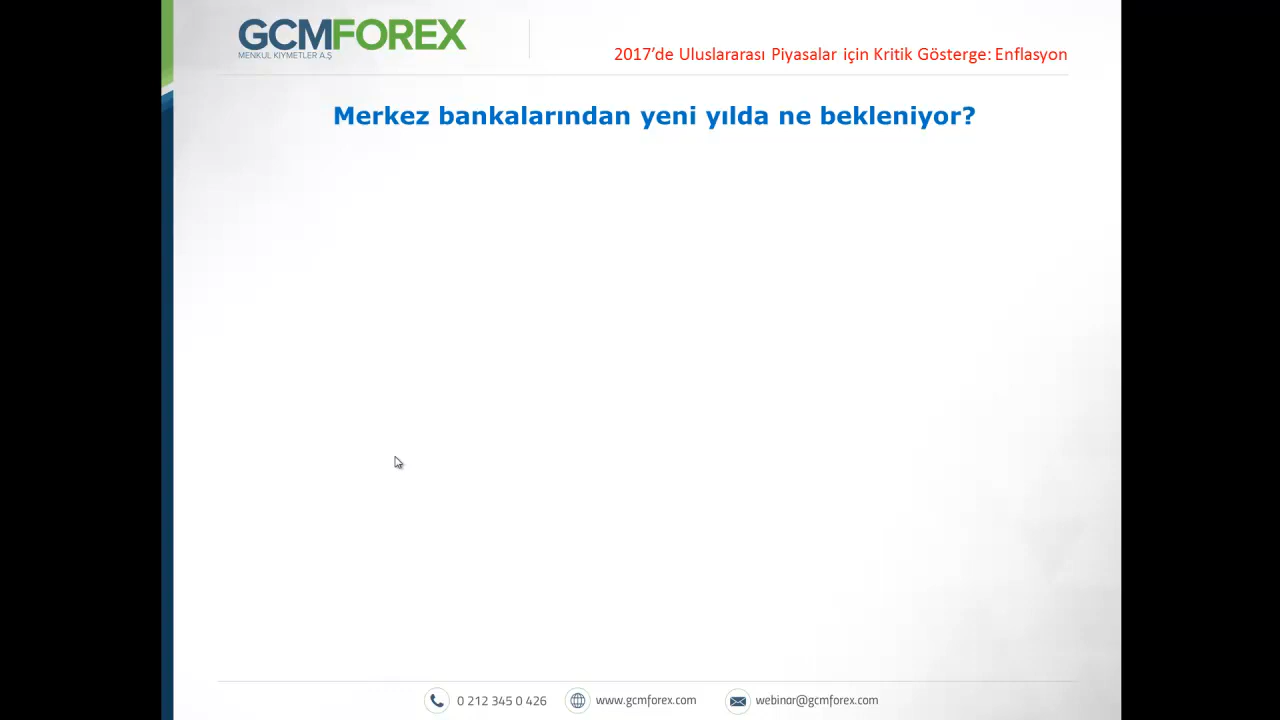 GCMFOREX
MENKUL KIYMETLER A.Ş
2017’de Uluslararası Piyasalar için Kritik Gösterge: Enflasyon
Merkez bankalarından yeni yılda ne bekleniyor?
0 212 345 0 426
www.gcmforex.com
webinar@gcmforex.com